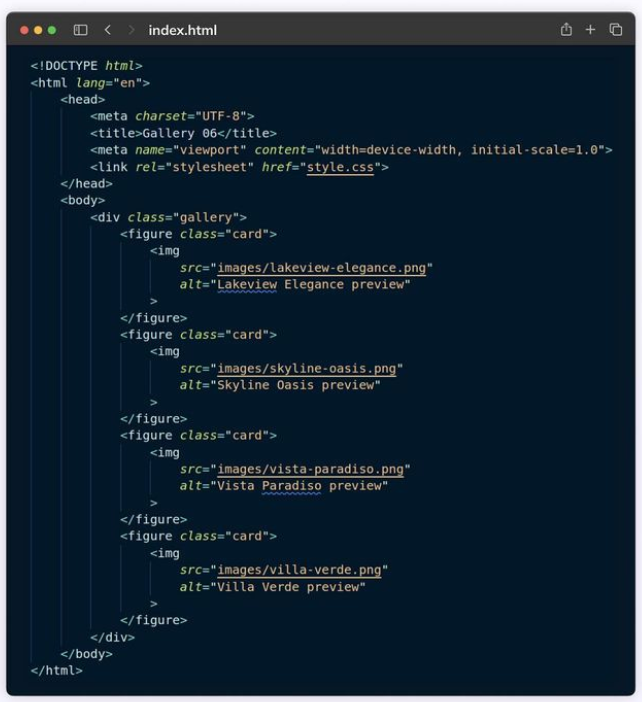 index.html
<!DOCTYPE html>
<html lang="en">
<head>
<meta charset="UTF-8">
<title>Gallery 06</title>
<meta name="viewport" content="width=device-width, initial-scale=1.0">
<link rel="stylesheet" href="style.css">
</head>
<body>
<div class="gallery">
<figure class="card">
<img
src="images/lakeview-elegance.png"
alt="Lakeview Elegance preview"
>
</figure>
<figure class="card">
<img
src="images/skyline-oasis.png"
alt="Skyline Oasis preview"
>
</figure>
<figure class="card">
<img
src="images/vista-paradiso.png"
alt="Vista Paradiso preview"
>
</figure>
<figure class="card">
<img
src="images/villa-verde.png"
alt="Villa Verde preview"
>
</figure>
</div>
</body>
</html>